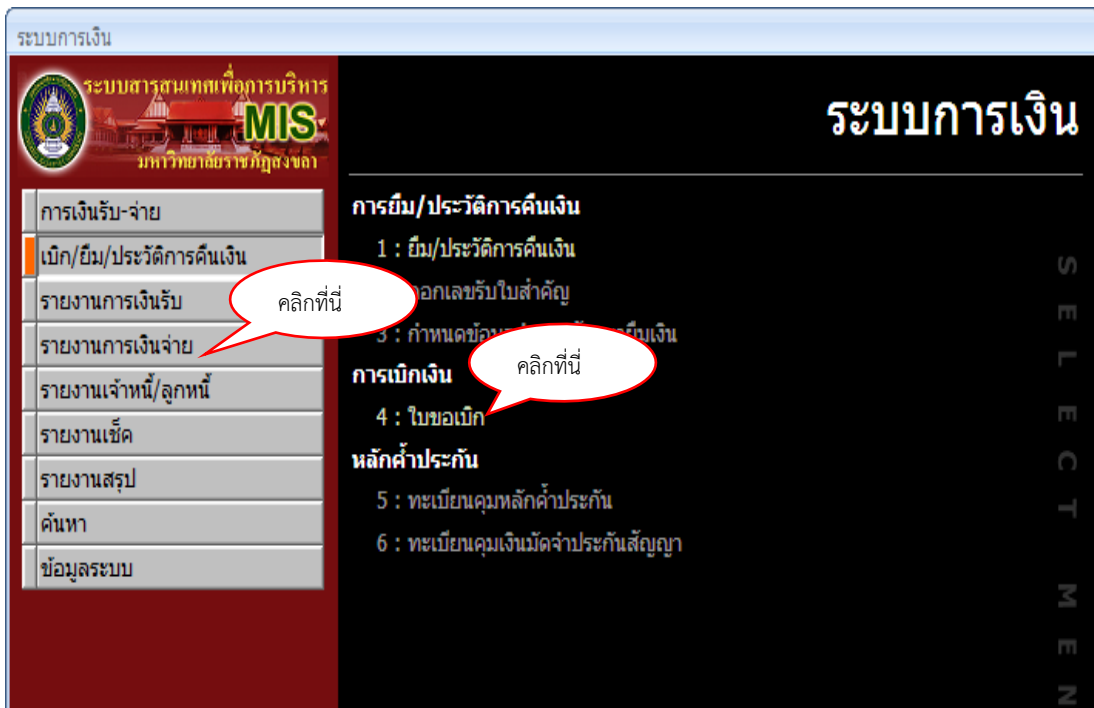 ระบบการเงิน
ระบบสารสนเทศเพื่อการบริหาร
MIS
มหาวิทยาลัยราชภัฏสงขลา
ระบบการเงิน
การเงินรับ-จ่าย
เบิก/ยืม/ประวัติการคืนเงิน
รายงานการเงินรับ
รายงานการเงินจ่าย
รายงานเจ้าหนี้/ลูกหนี้
รายงานเช็ค
รายงานสรุป
ค้นหา
ข้อมูลระบบ
คลิกที่นี่
การยืม/ประวัติการคืนเงิน
1 : ยืม/ประวัติการคืนเงิน
ออกเลขรับใบสำคัญ
3 : กำหนดข้อมูล
ยืมเงิน
คลิกที่นี่
การเบิกเงิน
4 : ใบขอเบิก
หลักค้ำประกัน
5 : ทะเบียนคุมหลักค้ำประกัน
6 : ทะเบียนคุมเงินมัดจำประกันสัญญา
SELECT MEN